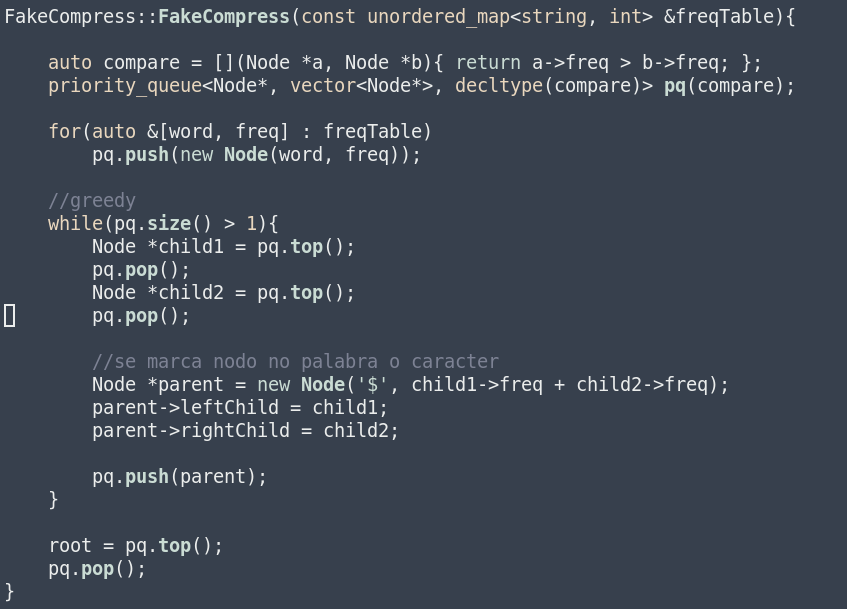 FakeCompress::FakeCompress(const unordered_map<string, int> &freqTable){
auto compare = [](Node *a, Node *b){ return a->freq > b->freq; };
priority_queue<Node*, vector<Node*>, decltype(compare)> pq(compare);
for(auto &[word, freq] : freqTable)
pq.push(new Node(word, freq));
//greedy
while(pq.size() > 1){
Node *child1 = pq.top();
pq.pop();
Node *child2 = pq.top();
pq.pop();
//se marca nodo no palabra o caracter
Node *parent = new Node('$', child1->freq + child2->freq);
parent->leftChild = child1;
parent->rightChild = child2;
pq.push(parent);
}
root = pq.top();
pq.pop();
}